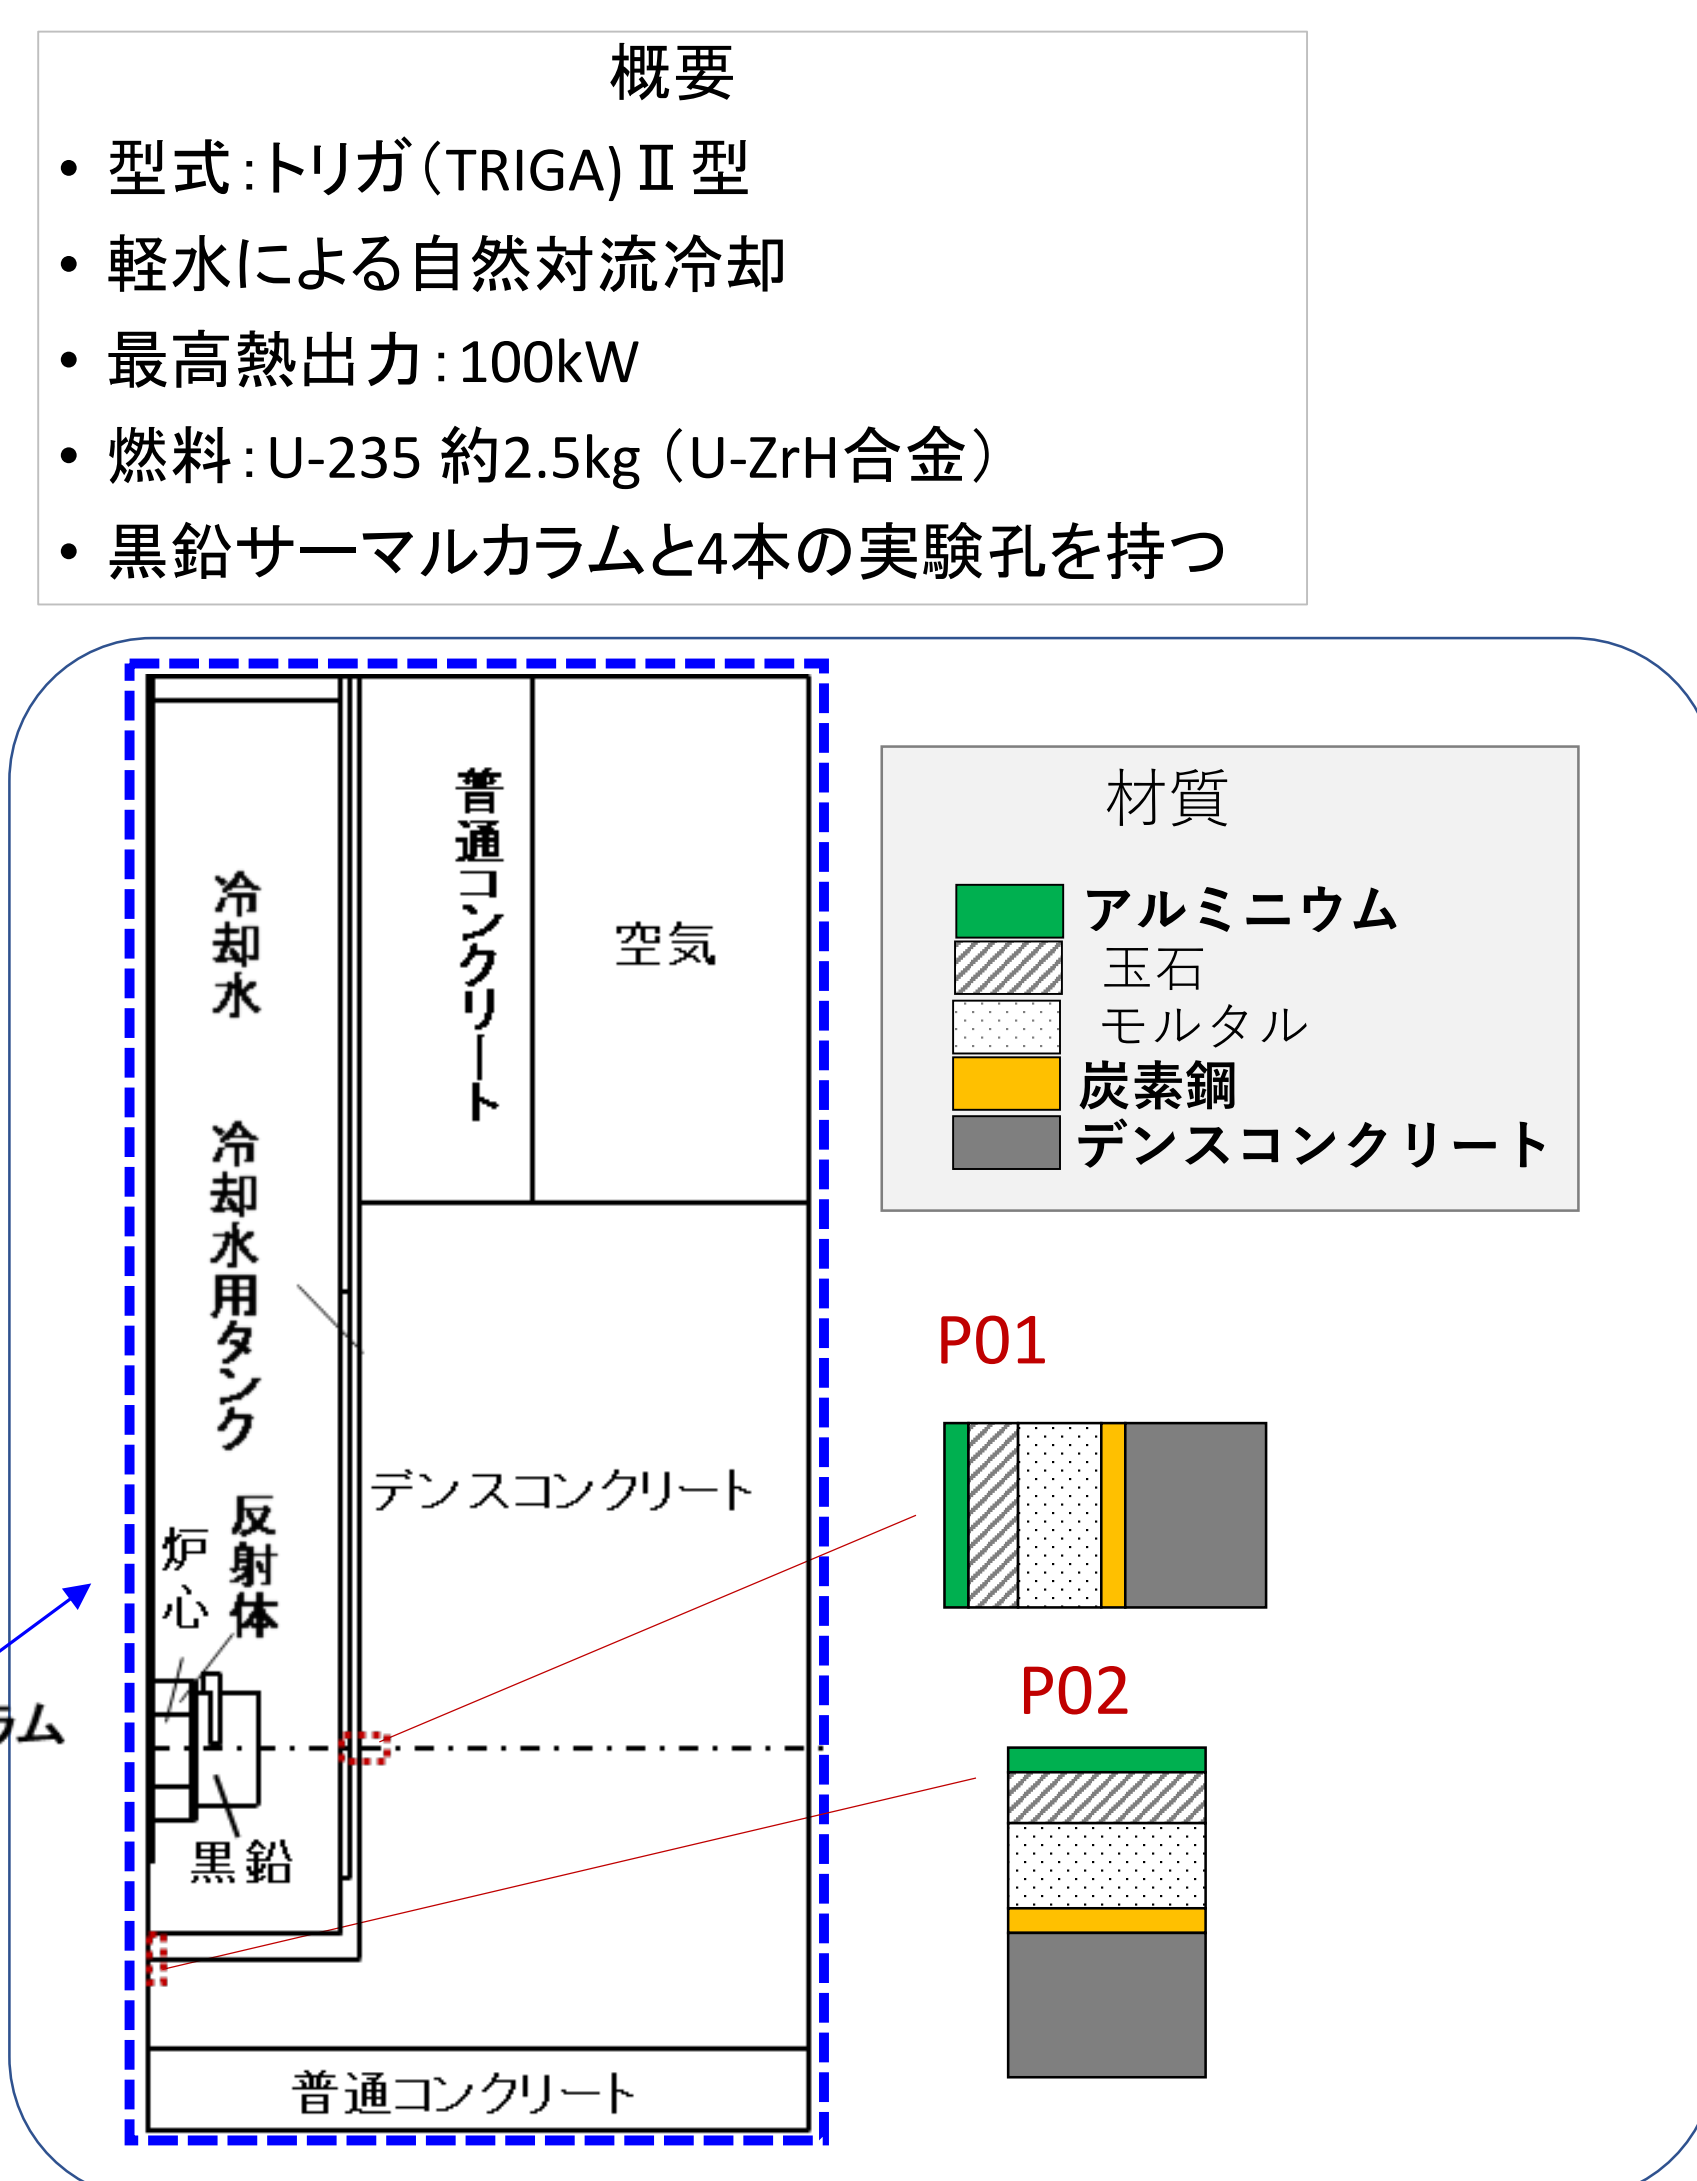 概要
• 型式：トリガ（TRIGA)Ⅱ型
• 軽水による自然対流冷却
• 最高熱出力：100kW
• 燃料：U-235 約2.5kg（U-ZrH合金）
• 黒鉛サーマルカラムと4本の実験孔を持つ
冷却水
冷却水用タンク
普通コンクリート
空気
デンスコンクリート
炉心
反射体
黒鉛
普通コンクリート
ラム
材質
アルミニウム
玉石
モルタル
炭素鋼
デンスコンクリート
P01
P02